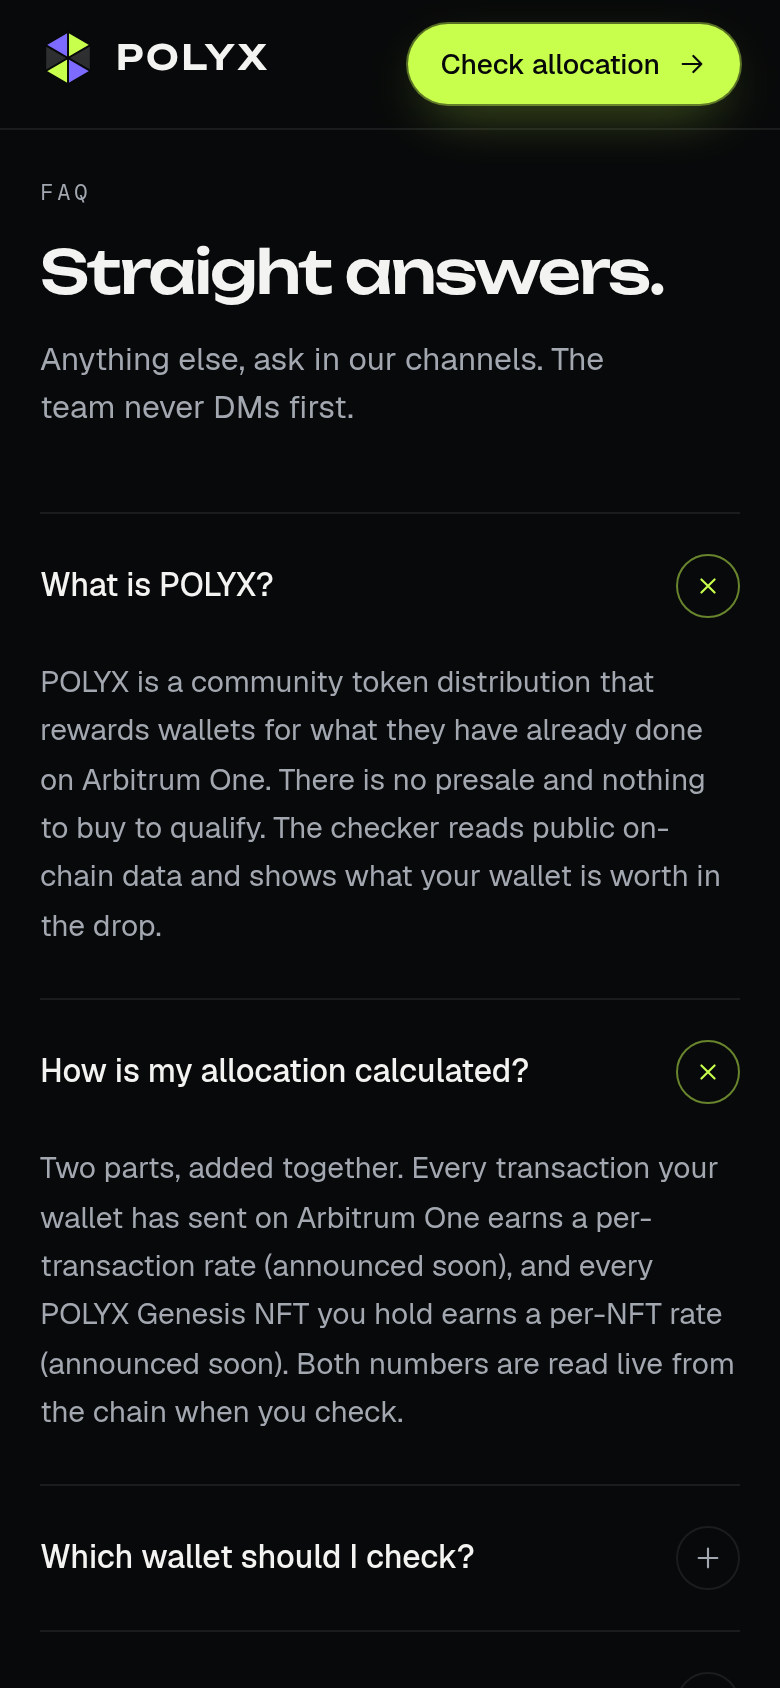 POLYX
Check allocation →
FAQ
Straight answers.
Anything else, ask in our channels. The
team never DMs first.
What is POLYX?
POLYX is a community token distribution that
rewards wallets for what they have already done
on Arbitrum One. There is no presale and nothing
to buy to qualify. The checker reads public on-
chain data and shows what your wallet is worth in
the drop.
How is my allocation calculated?
Two parts, added together. Every transaction your
wallet has sent on Arbitrum One earns a per-
transaction rate (announced soon), and every
POLYX Genesis NFT you hold earns a per-NFT rate
(announced soon). Both numbers are read live from
the chain when you check.
Which wallet should I check?